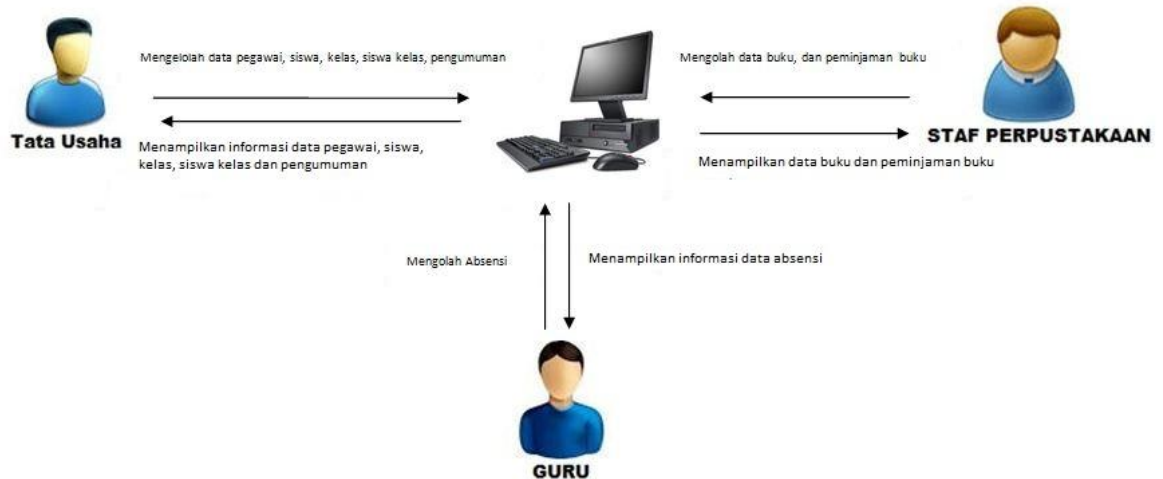 Mengelolah data pegawai, siswa, kelas, siswa kelas, pengumuman
Mengolah data buku, dan peminjaman buku
Tata Usaha
STAF PERPUSTAKAAN
Menampilkan informasi data pegawai, siswa,
kelas, siswa kelas dan pengumuman
Menampilkan data buku dan peminjaman buku
Mengolah Absensi
Menampilkan informasi data absensi
GURU